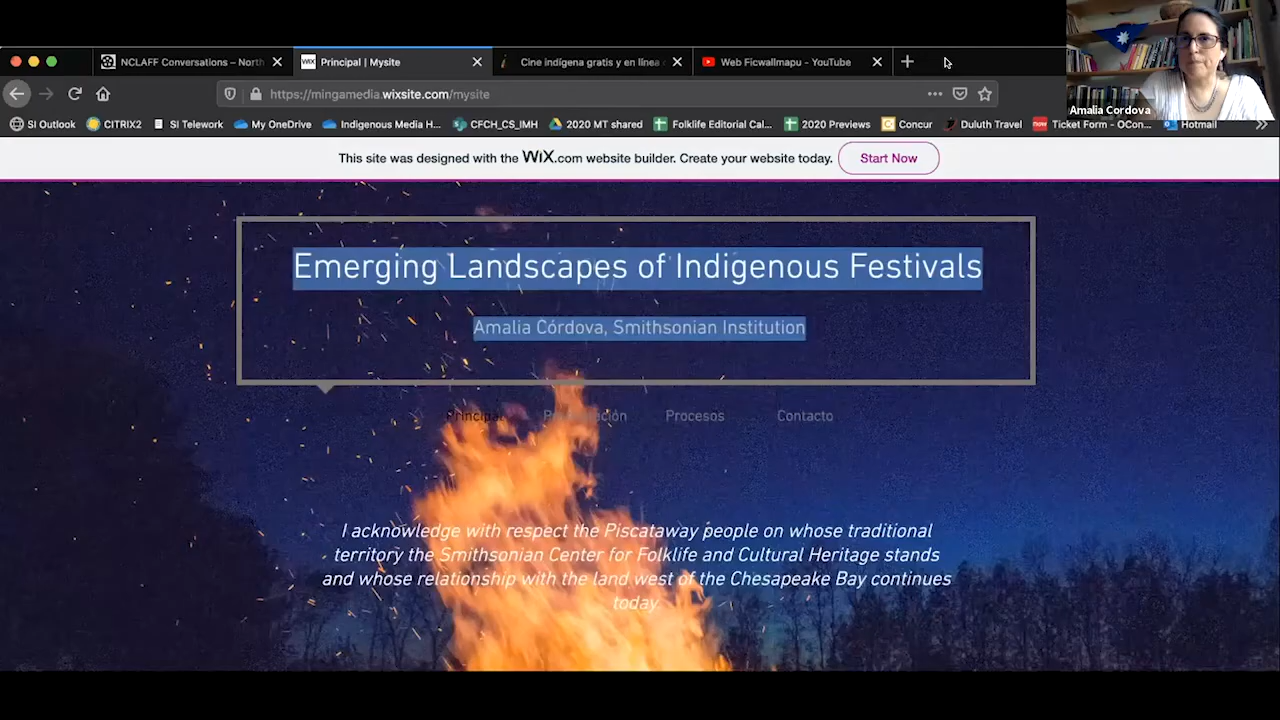 NCLAFF Conversations – North
Principal | Mysite
Cine indígena gratis y en línea
Web Ficwallmapu - YouTube
https://mingamedia.wixsite.com/mysite
Amalia Cordova
SI Outlook
CITRIX2
SI Telework
My OneDrive
Indigenous Media H...
CFCH_CS_IMH
2020 MT shared
Folklife Editorial Cal...
2020 Previews
Concur
Duluth Travel
Ticket Form - OCon...
Hotmail
This site was designed with the WiX.com website builder. Create your website today.
Start Now
Emerging Landscapes of Indigenous Festivals
Amalia Córdova, Smithsonian Institution
Principal
Procesos
Contacto
I acknowledge with respect the Piscataway people on whose traditional
territory the Smithsonian Center for Folklife and Cultural Heritage stands
and whose relationship with the land west of the Chesapeake Bay continues
today.